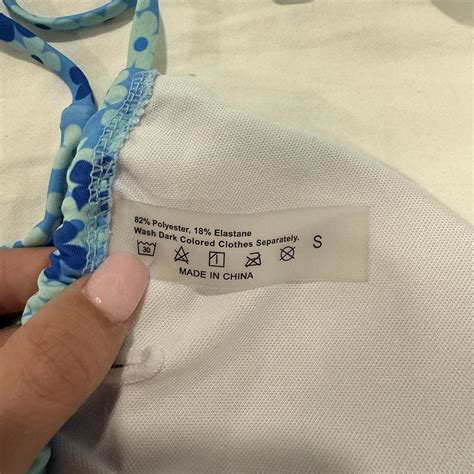 82% Polyester, 18% Elastane
Wash Dark Colored Clothes Separately.
S
30
MADE IN CHINA